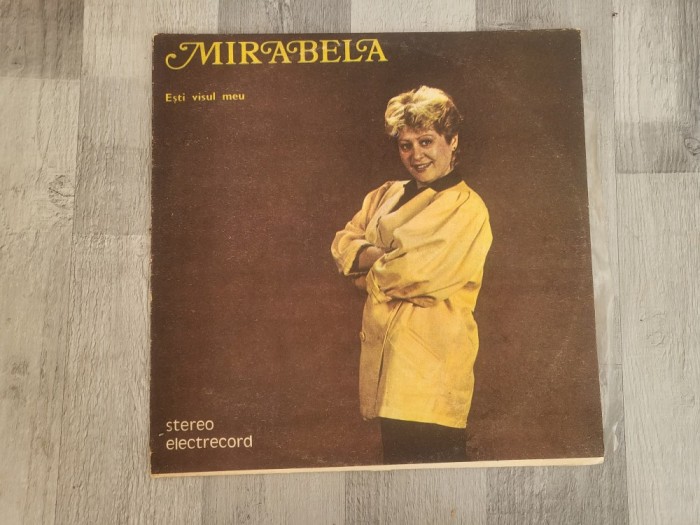 MIRABELA
Ești visul meu
stereo
electrecord